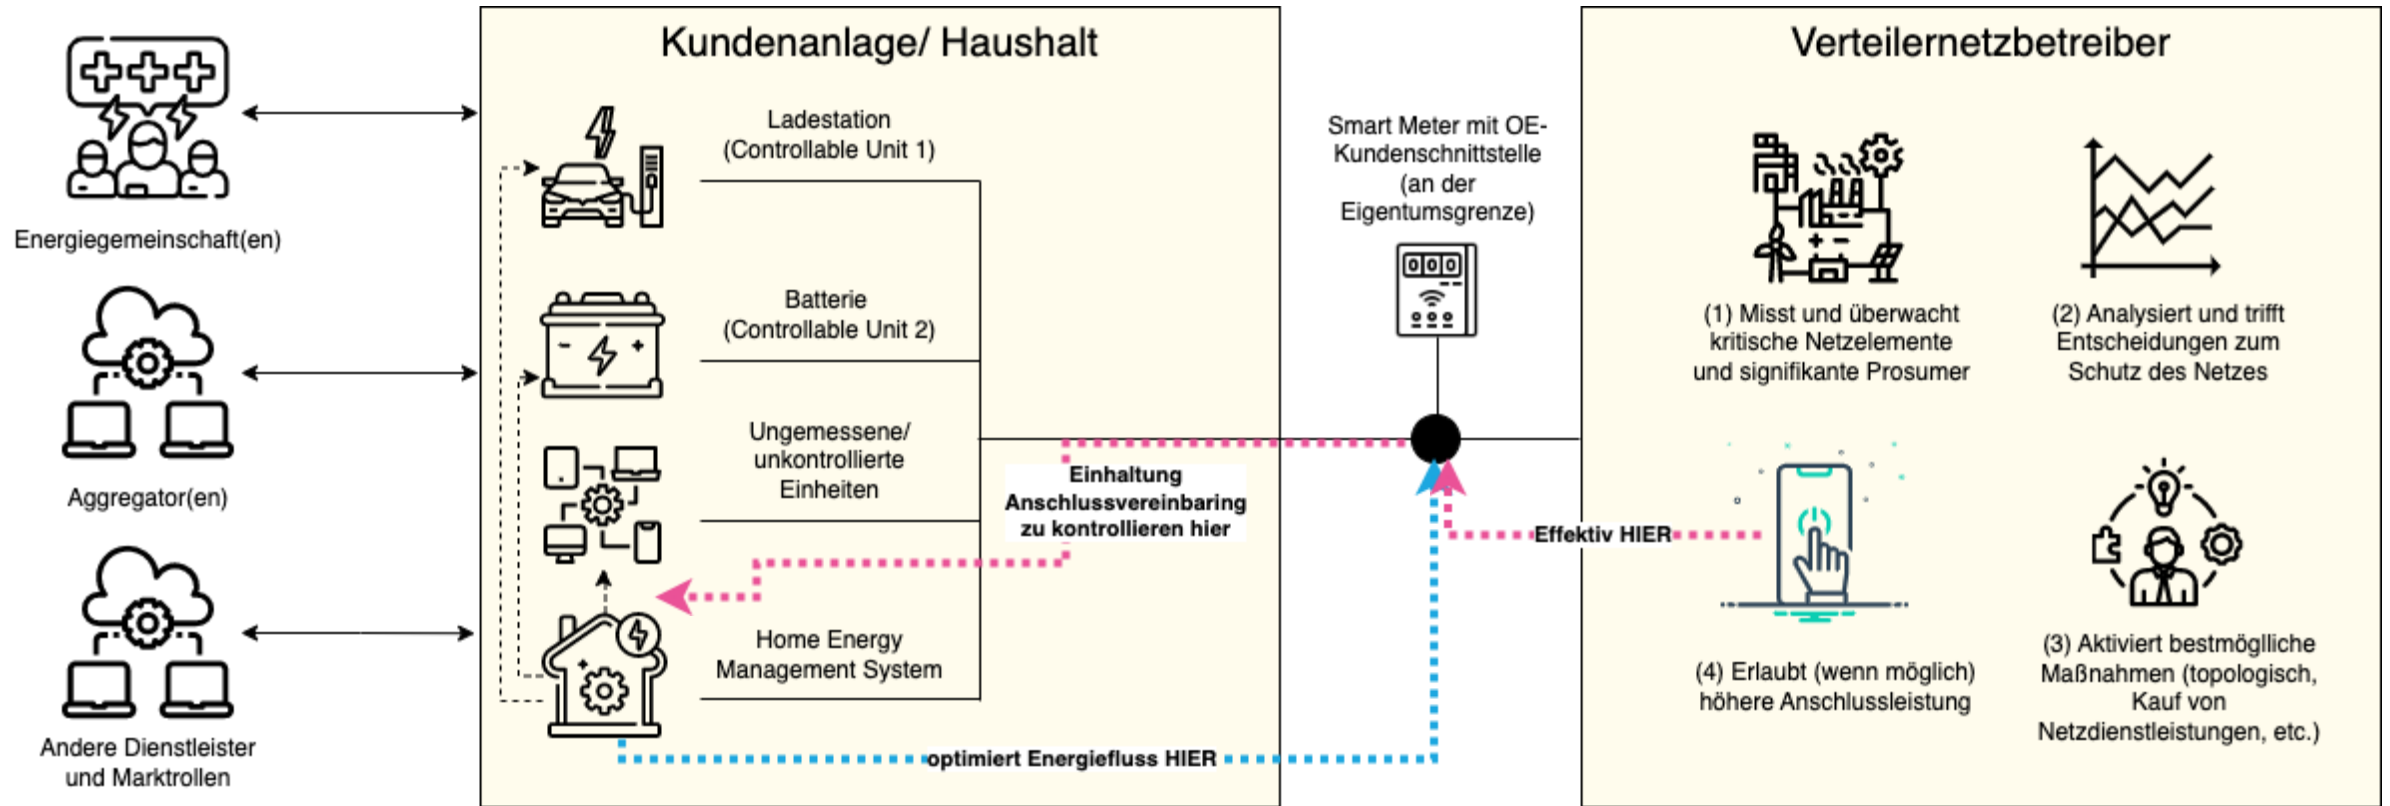 Kundenanlage/ Haushalt
Verteilernetzbetreiber
Energiegemeinschaft(en)
Aggregator(en)
Andere Dienstleister
und Marktrollen
Ladestation
(Controllable Unit 1)
Batterie
(Controllable Unit 2)
Ungemessene/
unkontrollierte
Einheiten
Home Energy
Management System
Einhaltung
Anschlussvereinbaring
zu kontrollieren hier
optimiert Energiefluss HIER
Smart Meter mit OE-
Kundenschnittstelle
(an der
Eigentumsgrenze)
000
Effektiv HIER
(1) Misst und überwacht
kritische Netzelemente
und signifikante Prosumer
(2) Analysiert und trifft
Entscheidungen zum
Schutz des Netzes
(4) Erlaubt (wenn möglich)
höhere Anschlussleistung
(3) Aktiviert bestmöglliche
Maßnahmen (topologisch,
Kauf von
Netzdienstleistungen, etc.)